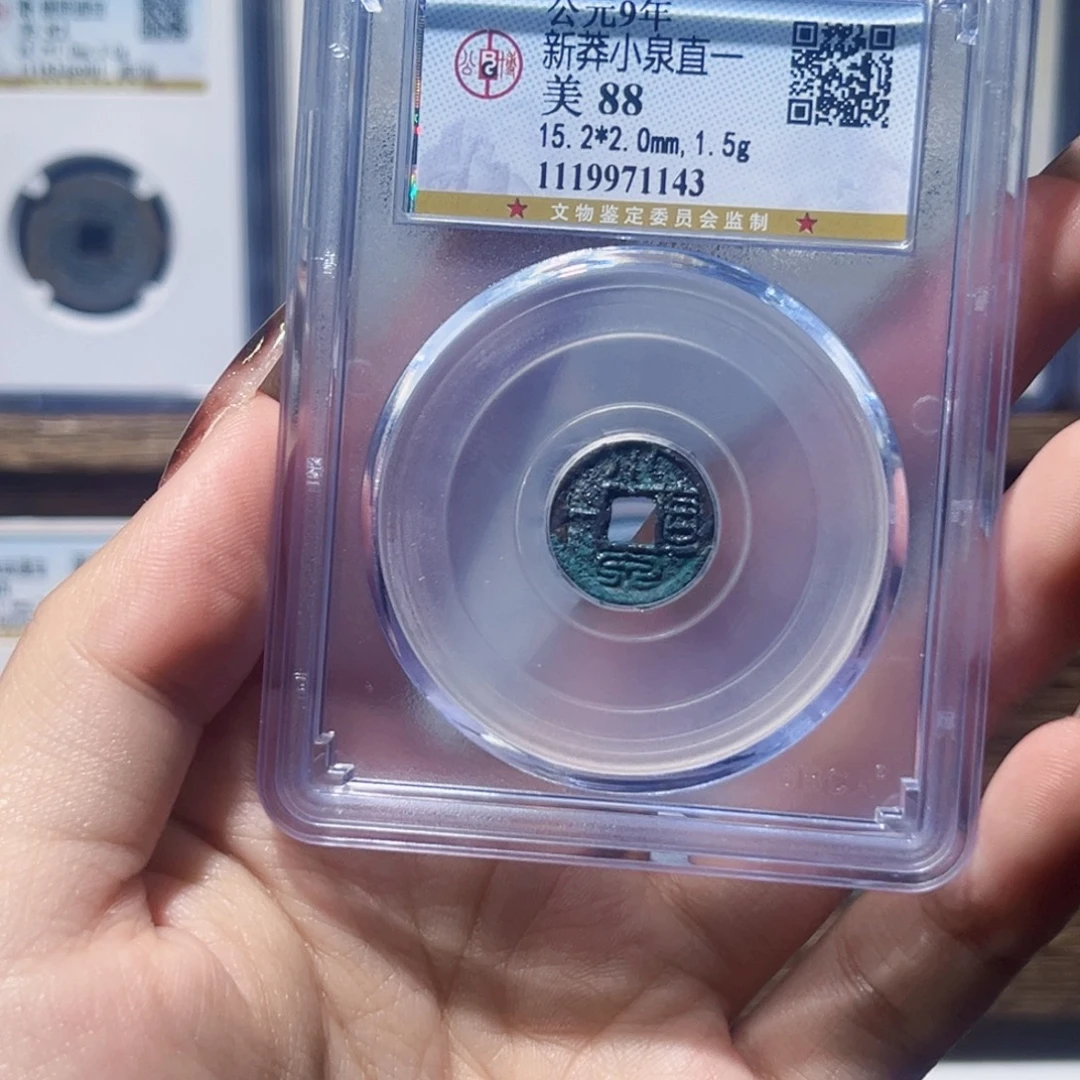 公元9年
新莽小泉直一
美 88
15.2*2.0mm,1.5g
1119971143
★ 文物鉴定委员会监制 ★